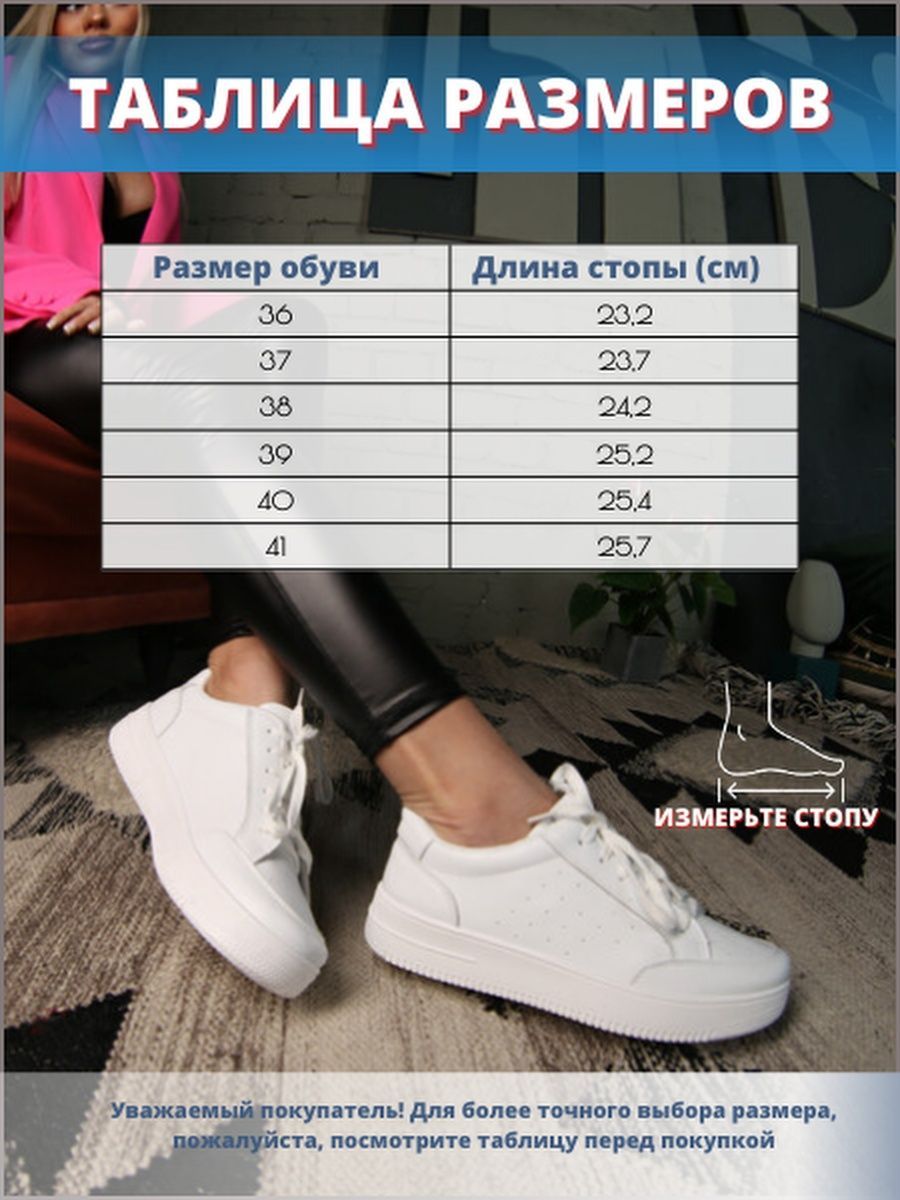 ТАБЛИЦА РАЗМЕРОВ
Размер обуви Длина стопы (см)
36 23,2
37 23,7
38 24,2
39 25,2
40 25,4
41 25,7
ИЗМЕРЬТЕ СТОПУ
Уважаемый покупатель! Для более точного выбора размера,
пожалуйста, посмотрите таблицу перед покупкой